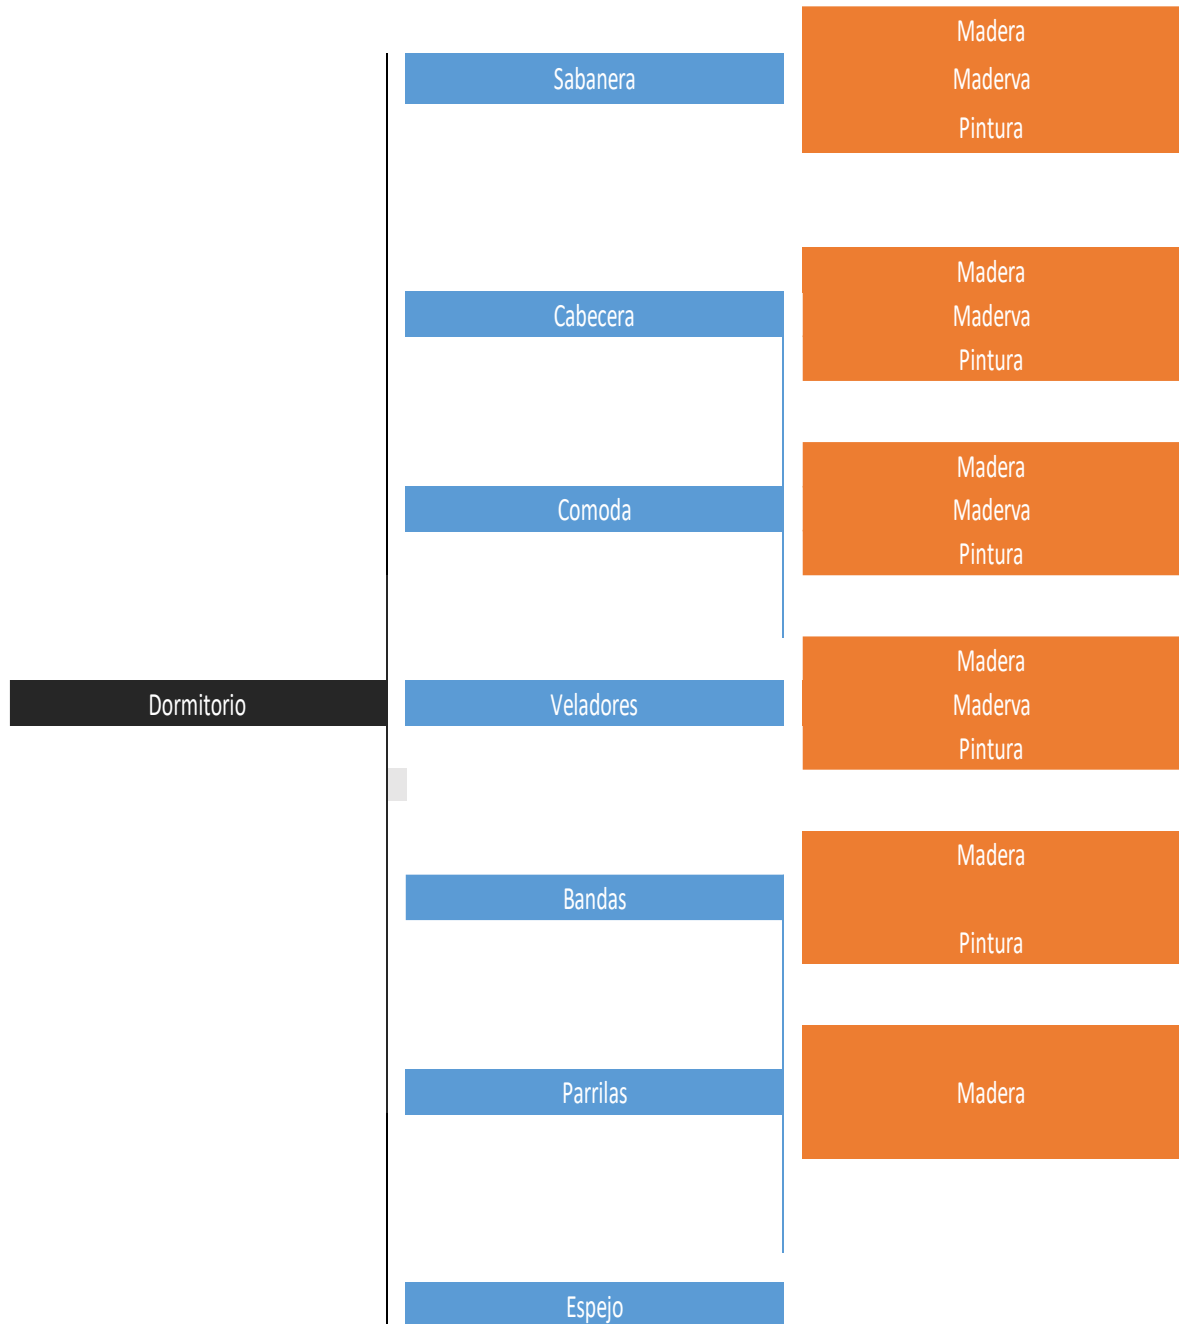 Madera
Sabanera
Maderva
Pintura
Madera
Cabecera
Maderva
Pintura
Madera
Comoda
Maderva
Pintura
Madera
Dormitorio
Veladores
Maderva
Pintura
Madera
Bandas
Pintura
Parrilas
Madera
Espejo